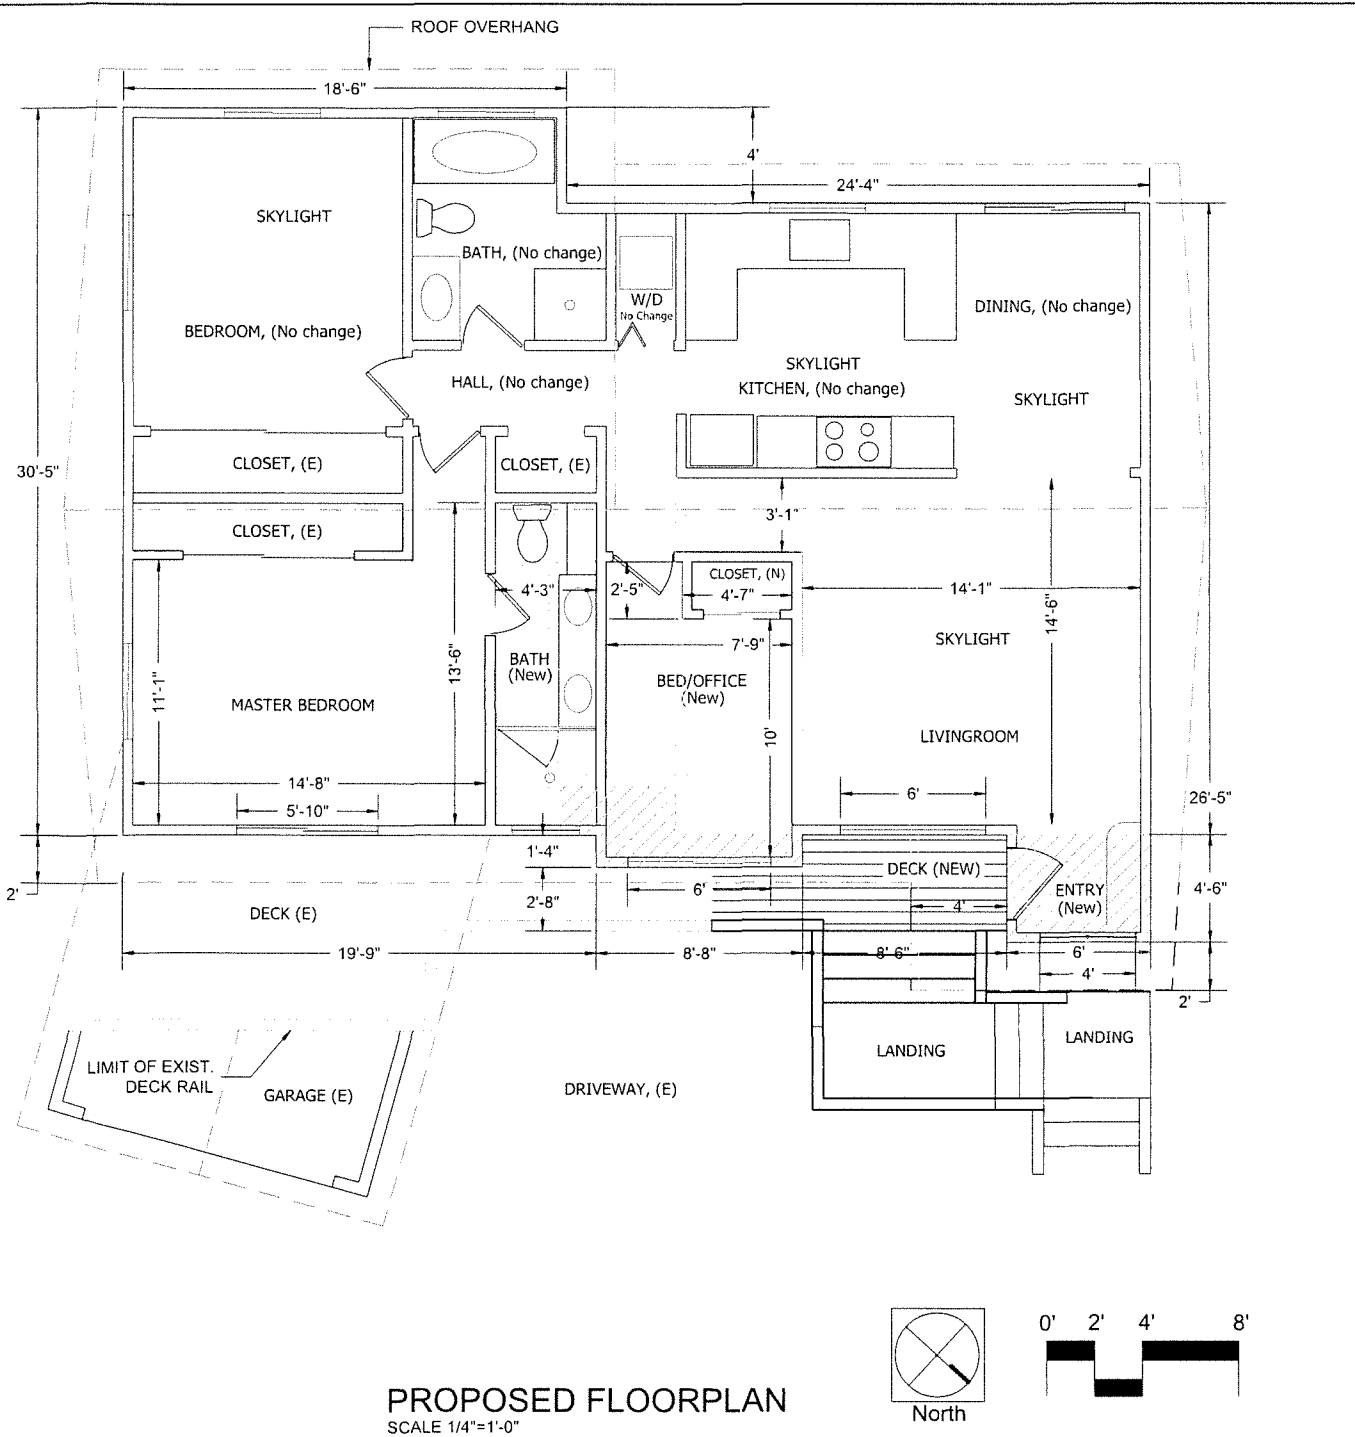 ROOF OVERHANG
18'-6"
4'
24'-4"
SKYLIGHT
BATH, (No change)
W/D
No Change
DINING, (No change)
BEDROOM, (No change)
SKYLIGHT
KITCHEN, (No change)
HALL, (No change)
SKYLIGHT
30'-5"
CLOSET, (E)
CLOSET, (E)
3'-1"
CLOSET, (E)
CLOSET, (N)
4'-3"
2'-5"
4'-7"
14'-1"
14'-6"
SKYLIGHT
7'-9"
BATH
(New)
13'-6"
11'-1"
BED/OFFICE
(New)
MASTER BEDROOM
10'
LIVINGROOM
14'-8"
5'-10"
6'
26'-5"
1'-4"
DECK (NEW)
2'
6'
4'
ENTRY
(New)
4'-6"
2'-8"
DECK (E)
19'-9"
8'-8"
8'-6"
6'
4'
2'
LANDING
LANDING
LIMIT OF EXIST.
DECK RAIL
GARAGE (E)
DRIVEWAY, (E)
0' 2' 4' 8'
North
PROPOSED FLOORPLAN
SCALE 1/4"=1'-0"